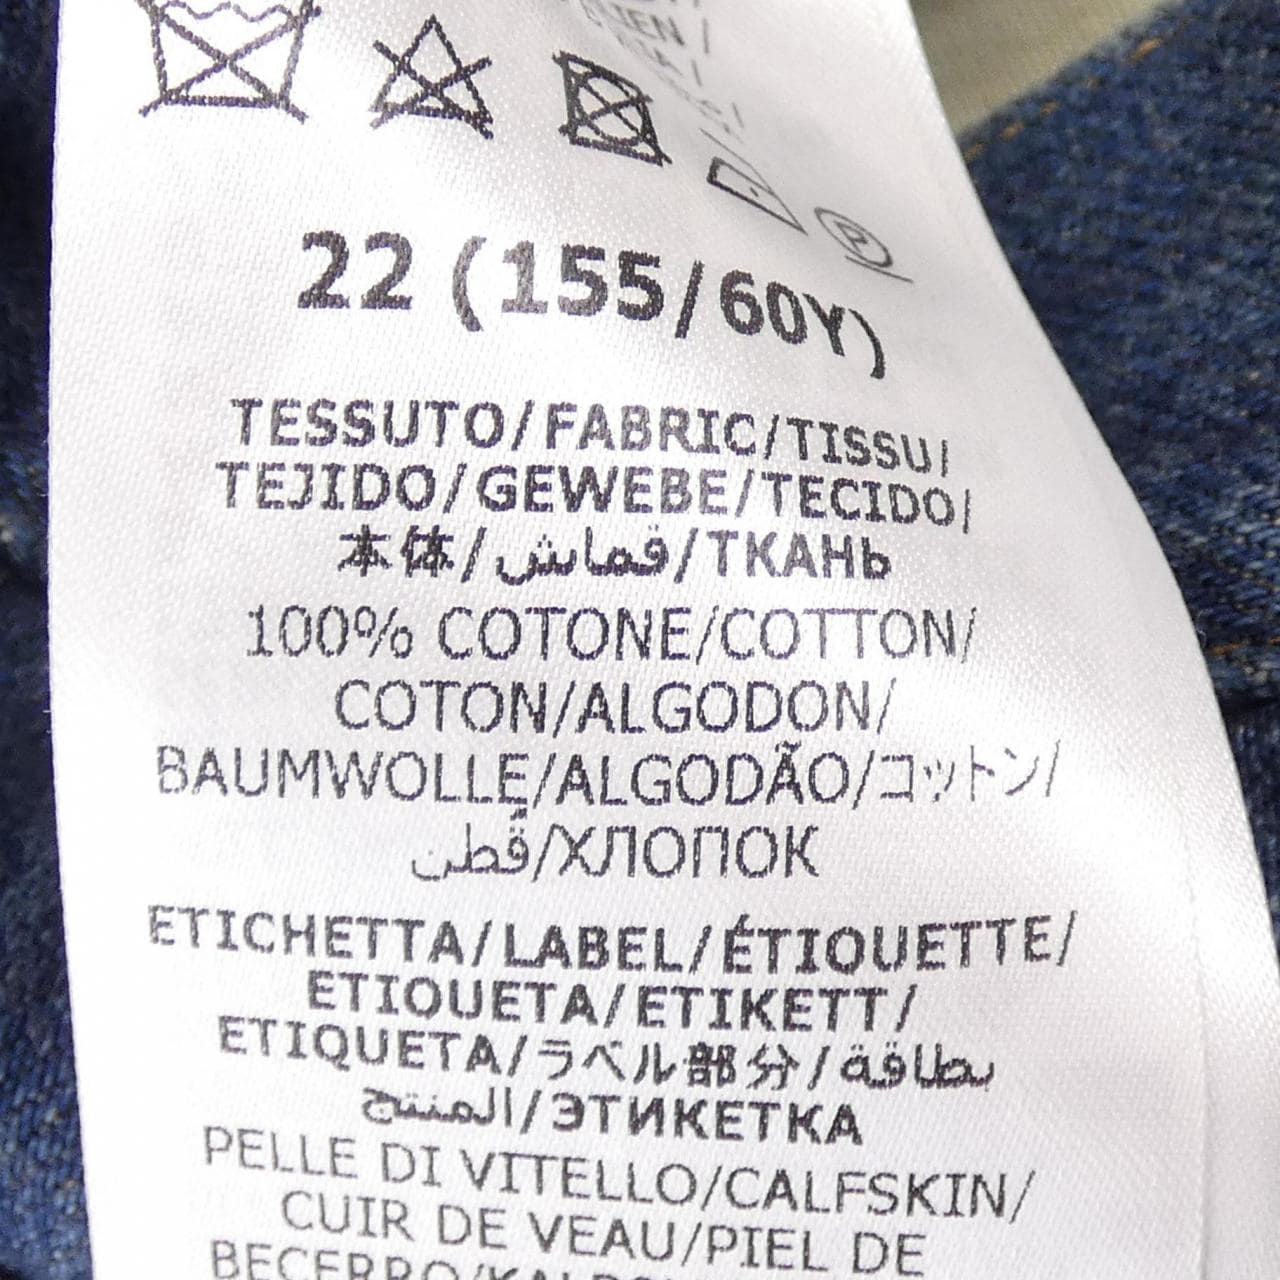 22 (155/60Y)
TESSUTO/FABRIC/TISSU/
TEJIDO/GEWEBE/TECIDO/
本体/قماش/ТКАНЬ
100% COTONE/COTTON/
COTON/ALGODON/
BAUMWOLLE/ALGODÃO/コットン/
قُطن/ХЛОПОК
ETICHETTA/LABEL/ÉTIQUETTE/
ETIQUETA/ETIKETT/
ETIQUETA/ラベル部分/بطاقة
المنتج/ЭТИКЕТКА
PELLE DI VITELLO/CALFSKIN/
CUIR DE VEAU/PIEL DE
BECERRO/